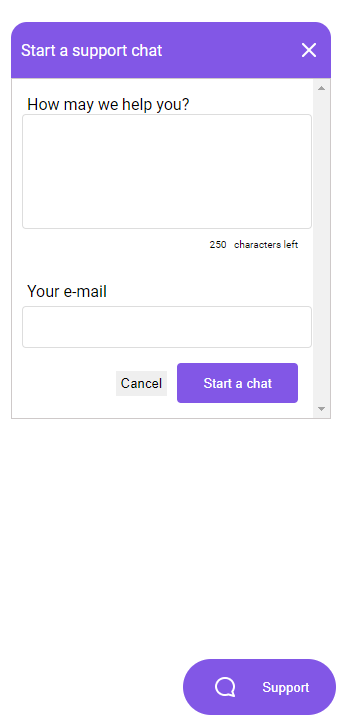 Start a support chat
How may we help you?
250 characters left
Your e-mail
Cancel
Start a chat
Support